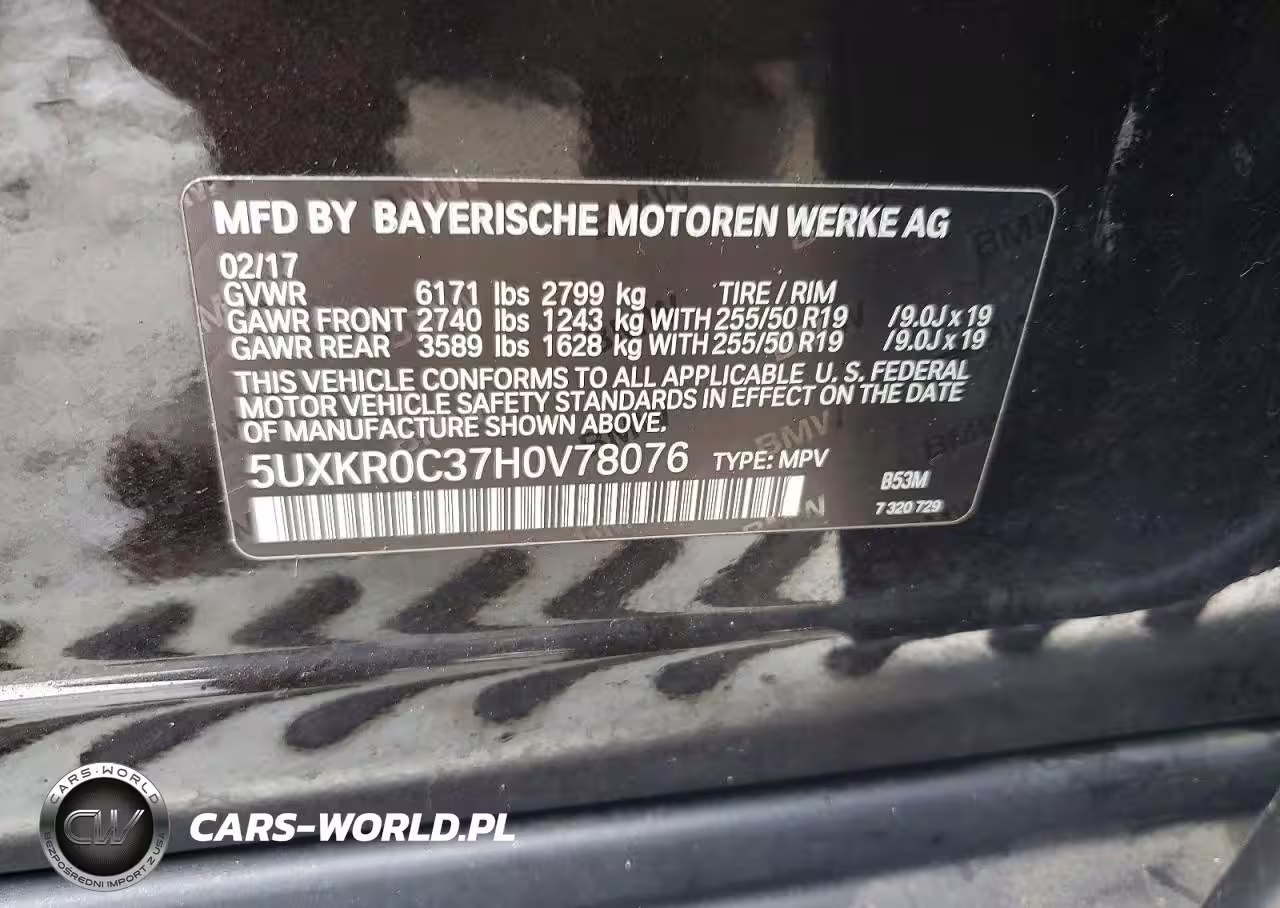 MFD BY BAYERISCHE MOTOREN WERKE AG
02/17
GVWR 6171 lbs 2799 kg TIRE / RIM
GAWR FRONT 2740 lbs 1243 kg WITH 255/50 R19 /9.0J x 19
GAWR REAR 3589 lbs 1628 kg WITH 255/50 R19 /9.0J x 19
THIS VEHICLE CONFORMS TO ALL APPLICABLE U.S. FEDERAL
MOTOR VEHICLE SAFETY STANDARDS IN EFFECT ON THE DATE
OF MANUFACTURE SHOWN ABOVE.
5UXKR0C37H0V78076 TYPE: MPV B53M
7 320 729
CARS-WORLD
CW
BEZPOŚREDNI IMPORT Z USA
CARS-WORLD.PL